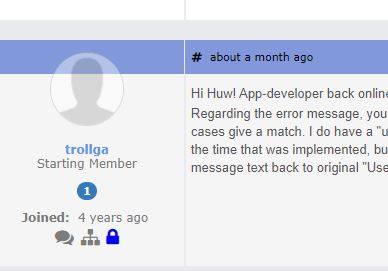 # about a month ago
trollga
Starting Member
1
Joined: 4 years ago
Hi Huw! App-developer back online
Regarding the error message, you
cases give a match. I do have a "u
the time that was implemented, bu
message text back to original "Use